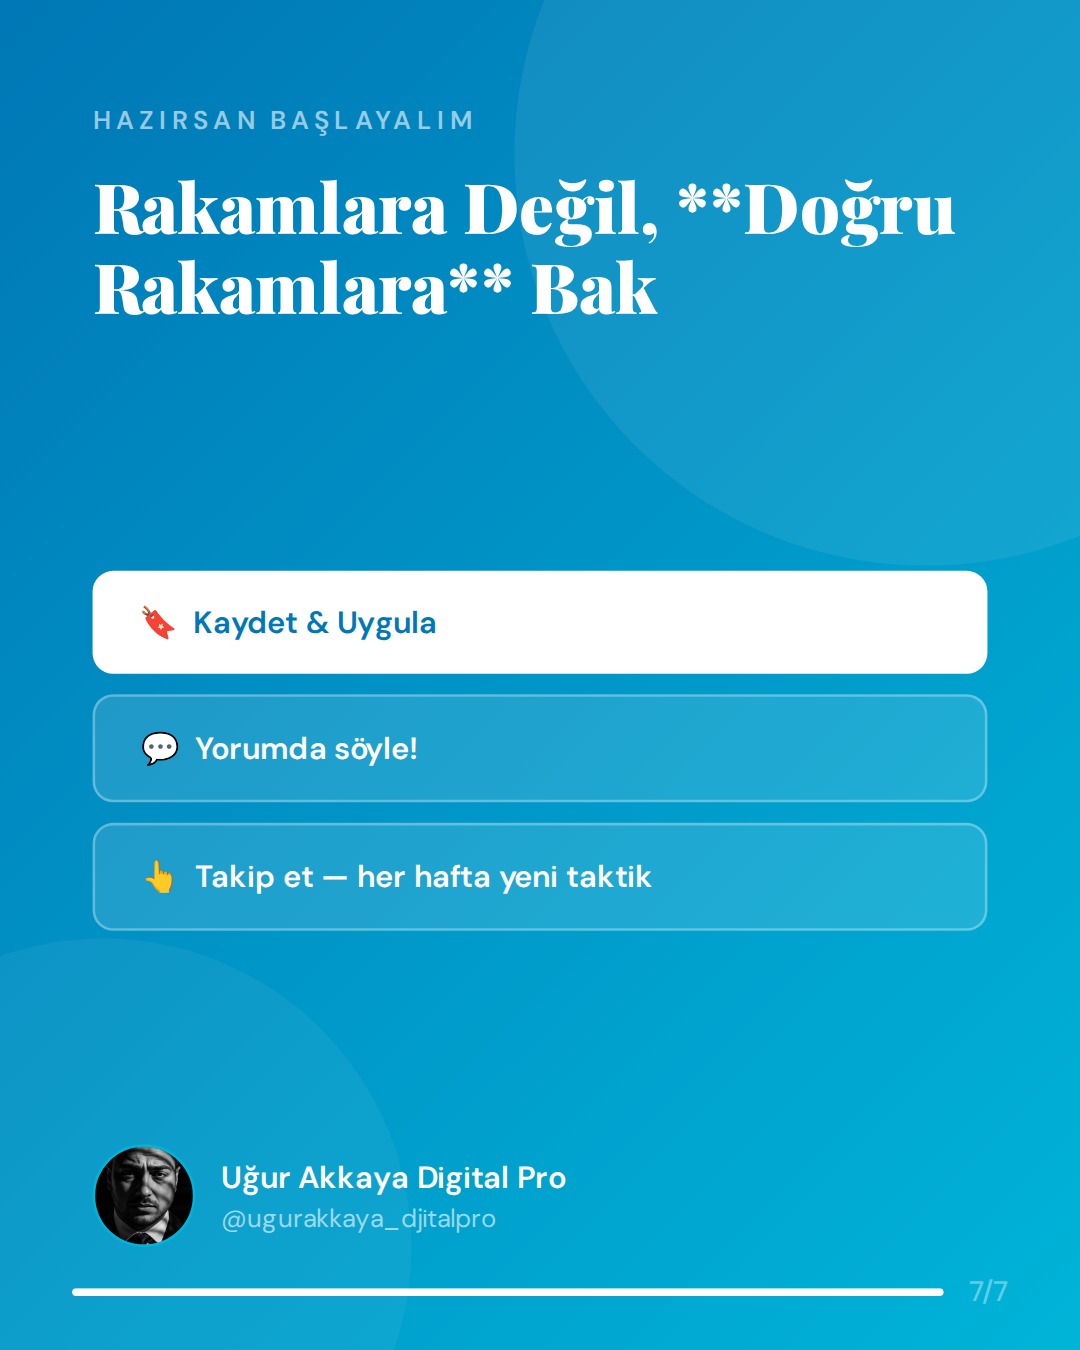 HAZIRSAN BAŞLAYALIM
Rakamlara Değil, **Doğru
Rakamlara** Bak
🔖 Kaydet & Uygula
💬 Yorumda söyle!
👆 Takip et — her hafta yeni taktik
Uğur Akkaya Digital Pro
@ugurakkaya_djitalpro
7/7